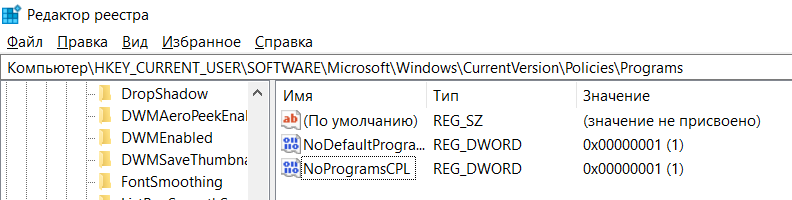 Редактор реестра
Файл Правка Вид Избранное Справка
Компьютер\HKEY_CURRENT_USER\SOFTWARE\Microsoft\Windows\CurrentVersion\Policies\Programs
DropShadow
DWMAeroPeekEnab
DWMEnabled
DWMSaveThumbna
FontSmoothing
Имя Тип Значение
(По умолчанию) REG_SZ (значение не присвоено)
NoDefaultProgra... REG_DWORD 0x00000001 (1)
NoProgramsCPL REG_DWORD 0x00000001 (1)